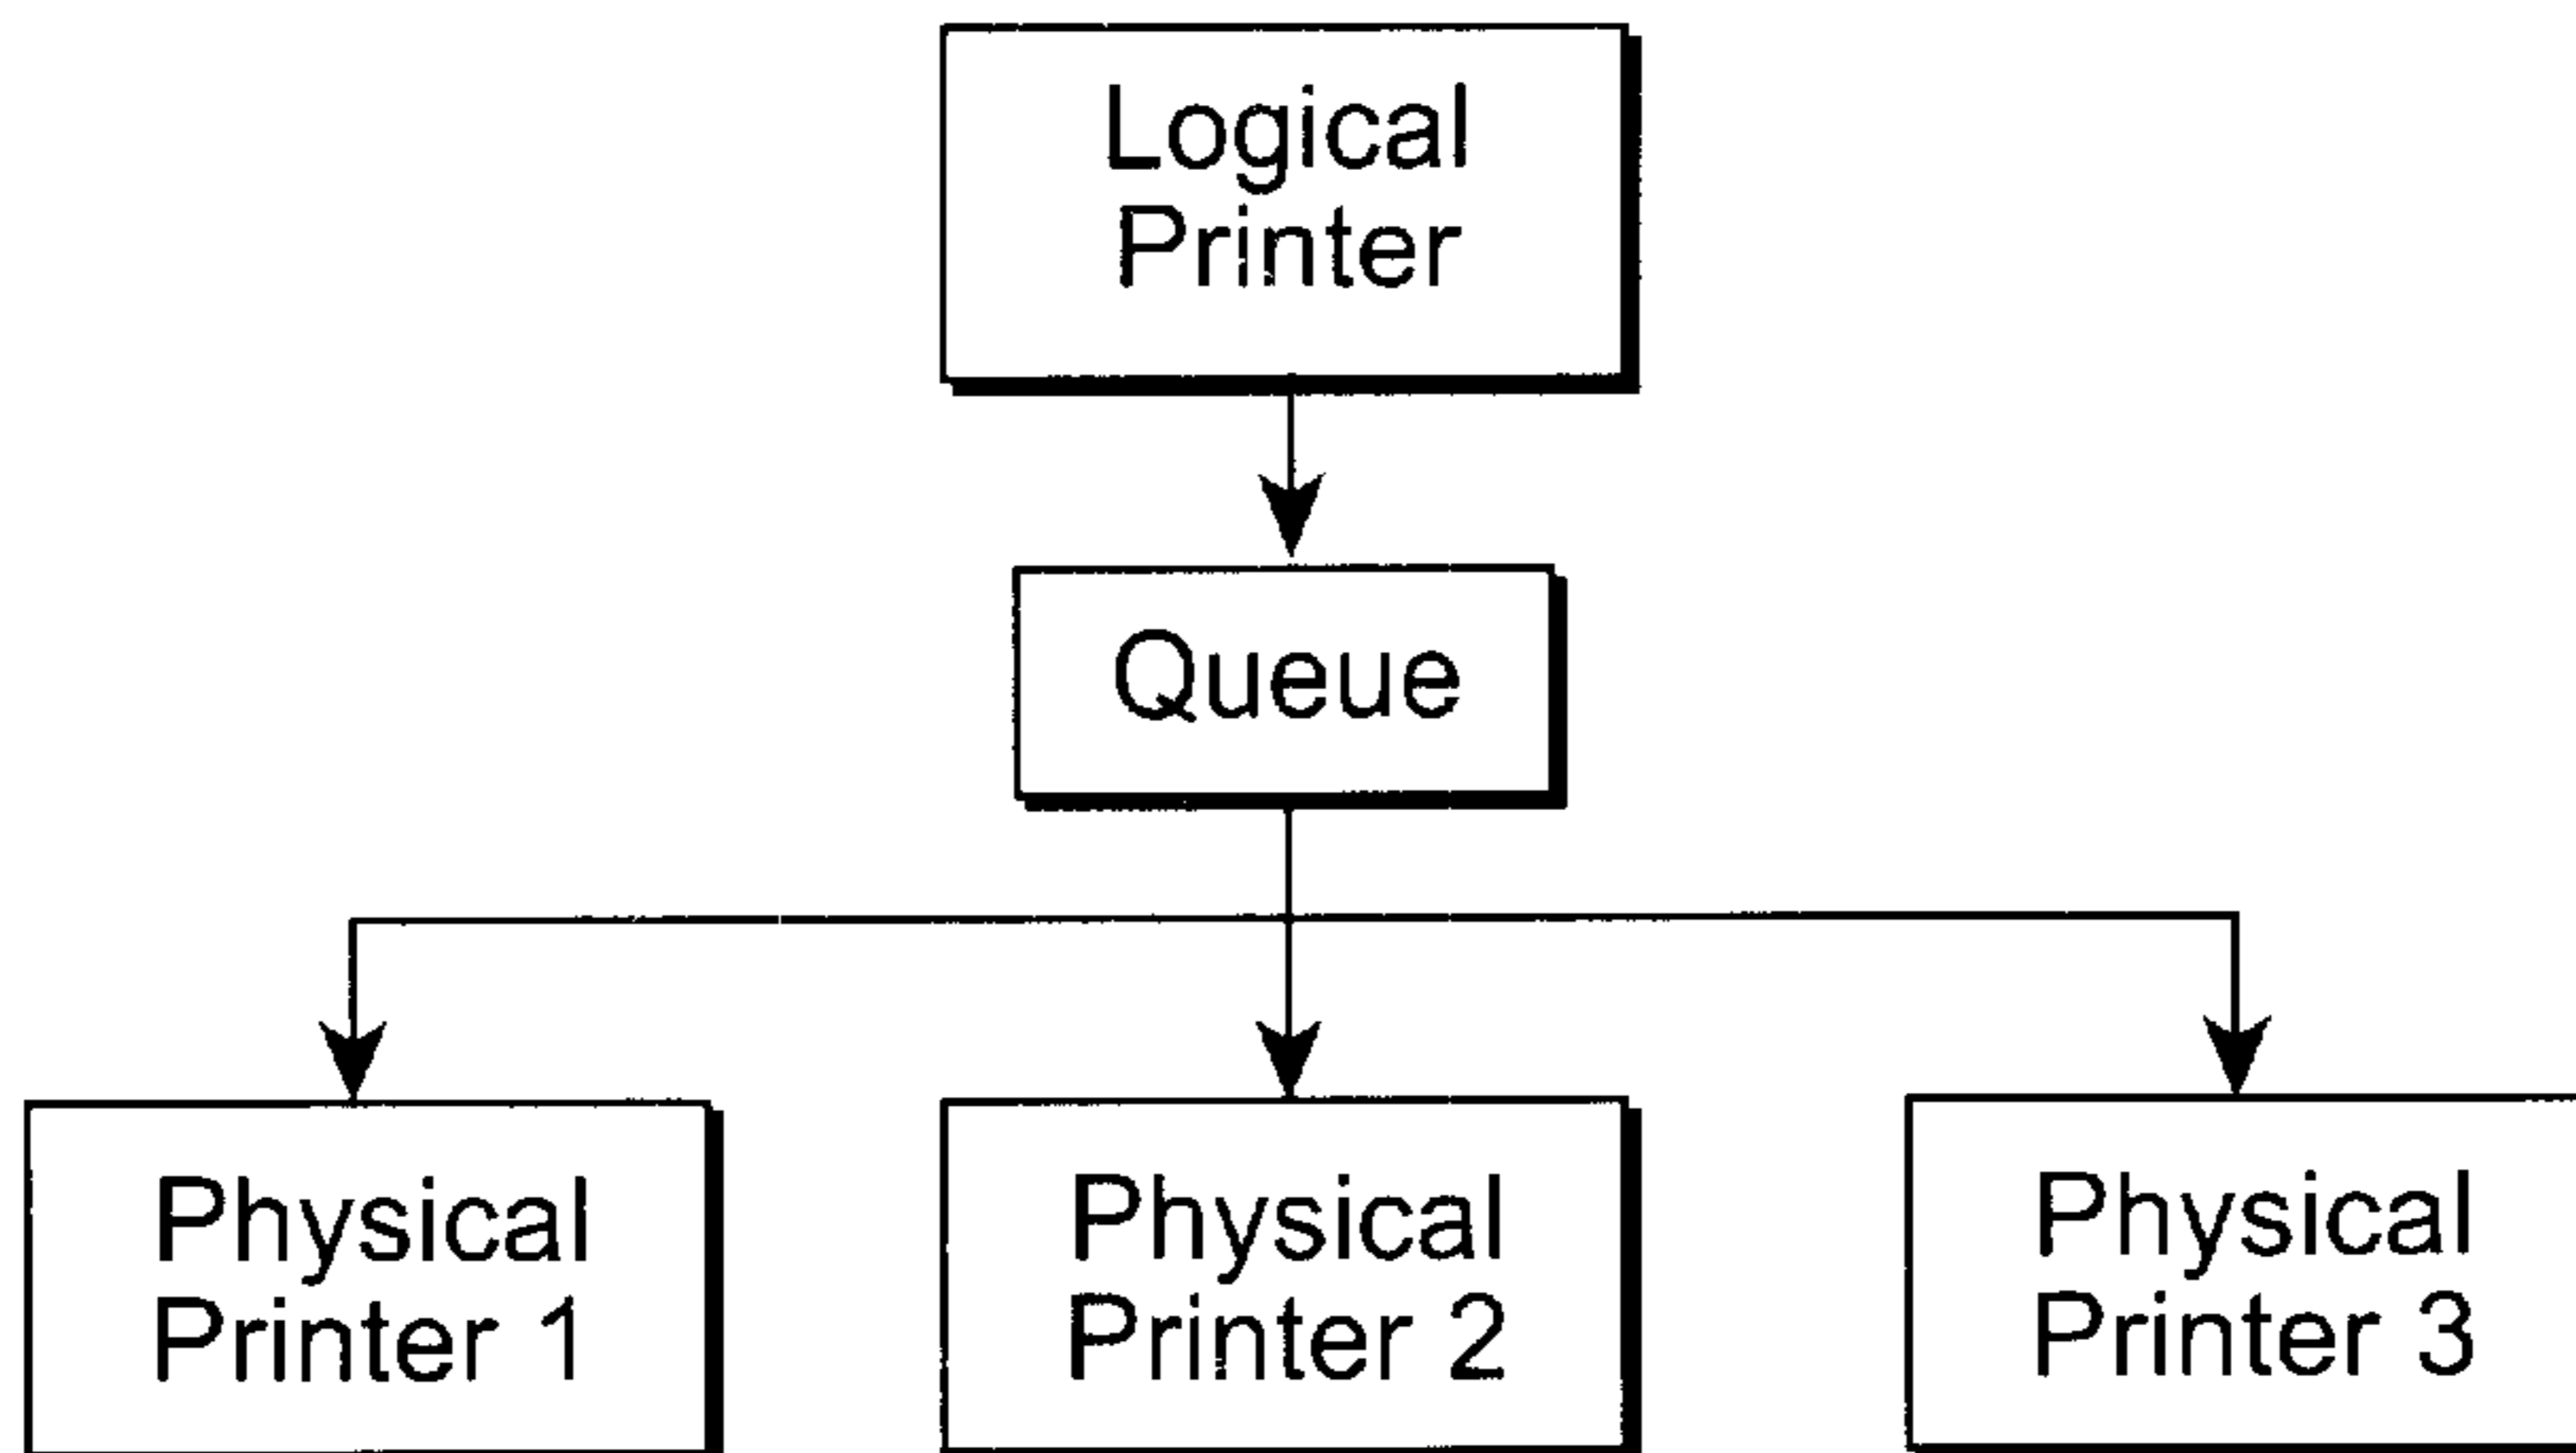 Logical
Printer
Queue
Physical
Printer 1
Physical
Printer 2
Physical
Printer 3